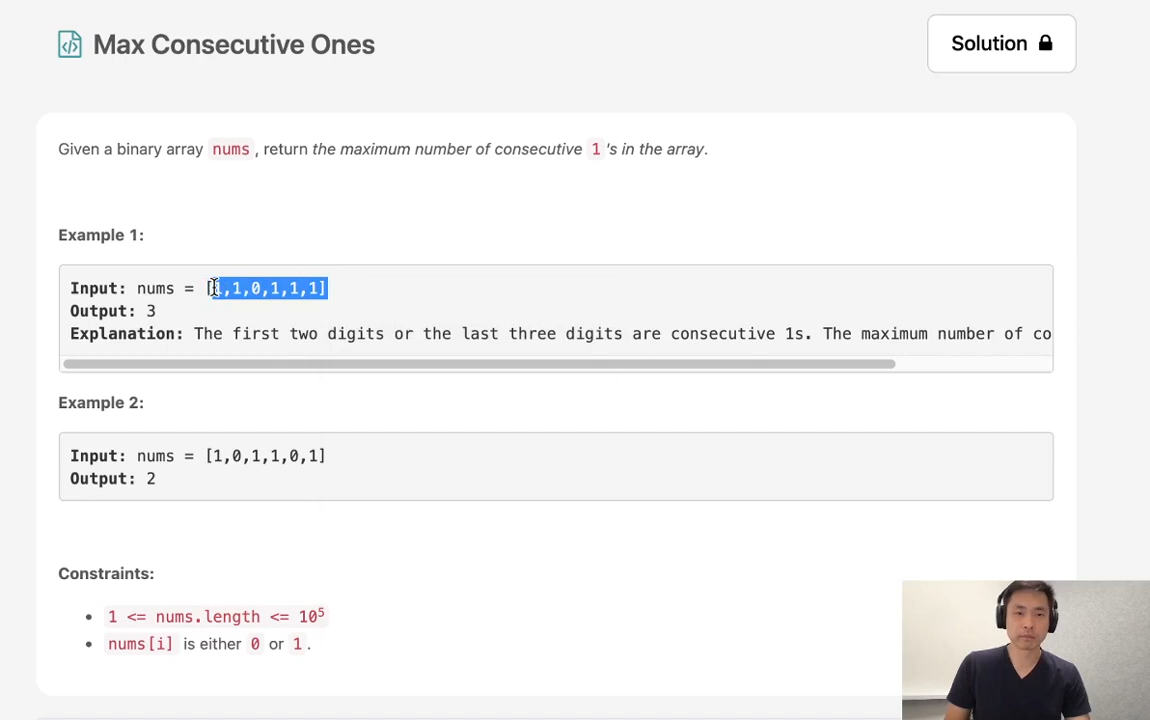 Max Consecutive Ones
Solution
Given a binary array nums, return the maximum number of consecutive 1's in the array.
Example 1:
Input: nums = [1,1,0,1,1,1]
Output: 3
Explanation: The first two digits or the last three digits are consecutive 1s. The maximum number of co
Example 2:
Input: nums = [1,0,1,1,0,1]
Output: 2
Constraints:
1 <= nums.length <= 10⁵
nums[i] is either 0 or 1.